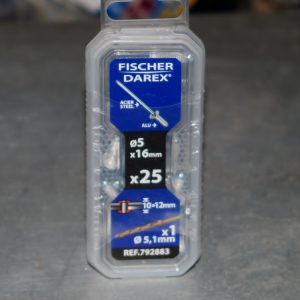 FISCHER
DAREX®
ACIER
STEEL
ALU
ø5
x16mm
x25
10>12mm
x1
Ø 5,1mm
REF.792883